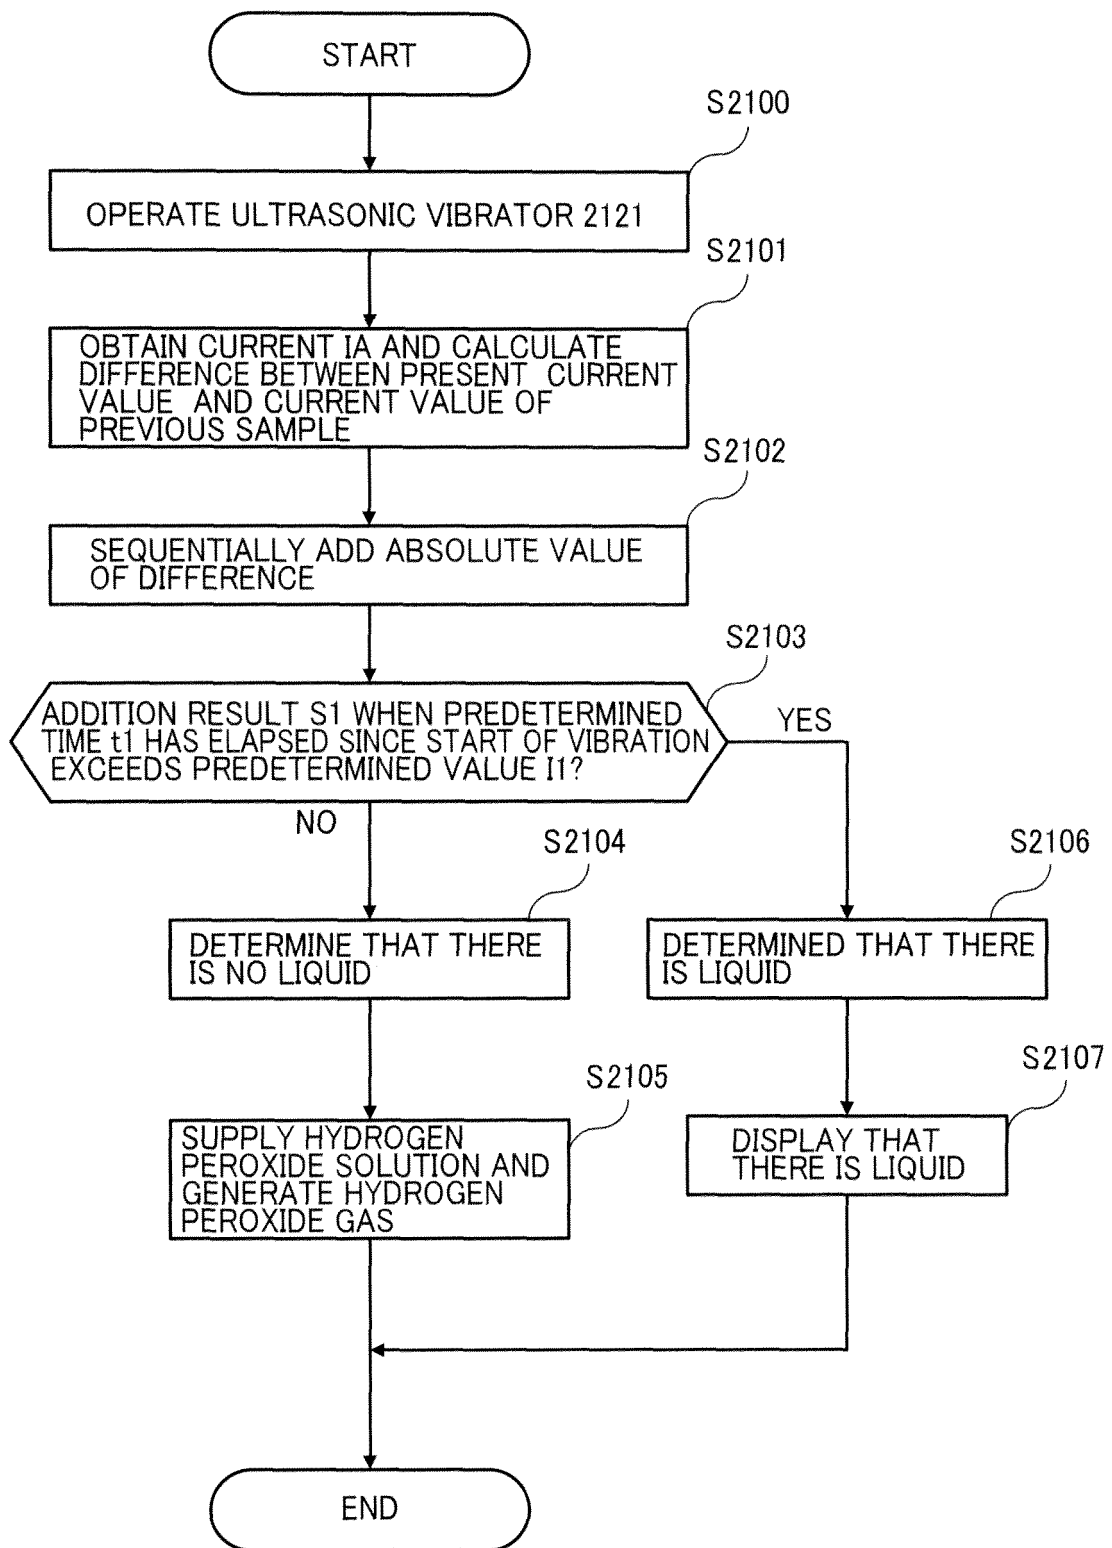 START
S2100
OPERATE ULTRASONIC VIBRATOR 2121
S2101
OBTAIN CURRENT IA AND CALCULATE
DIFFERENCE BETWEEN PRESENT CURRENT
VALUE AND CURRENT VALUE OF
PREVIOUS SAMPLE
S2102
SEQUENTIALLY ADD ABSOLUTE VALUE
OF DIFFERENCE
S2103
ADDITION RESULT S1 WHEN PREDETERMINED
TIME t1 HAS ELAPSED SINCE START OF VIBRATION
EXCEEDS PREDETERMINED VALUE I1?
YES
NO
S2104
DETERMINE THAT THERE
IS NO LIQUID
S2106
DETERMINED THAT THERE
IS LIQUID
S2105
SUPPLY HYDROGEN
PEROXIDE SOLUTION AND
GENERATE HYDROGEN
PEROXIDE GAS
S2107
DISPLAY THAT
THERE IS LIQUID
END